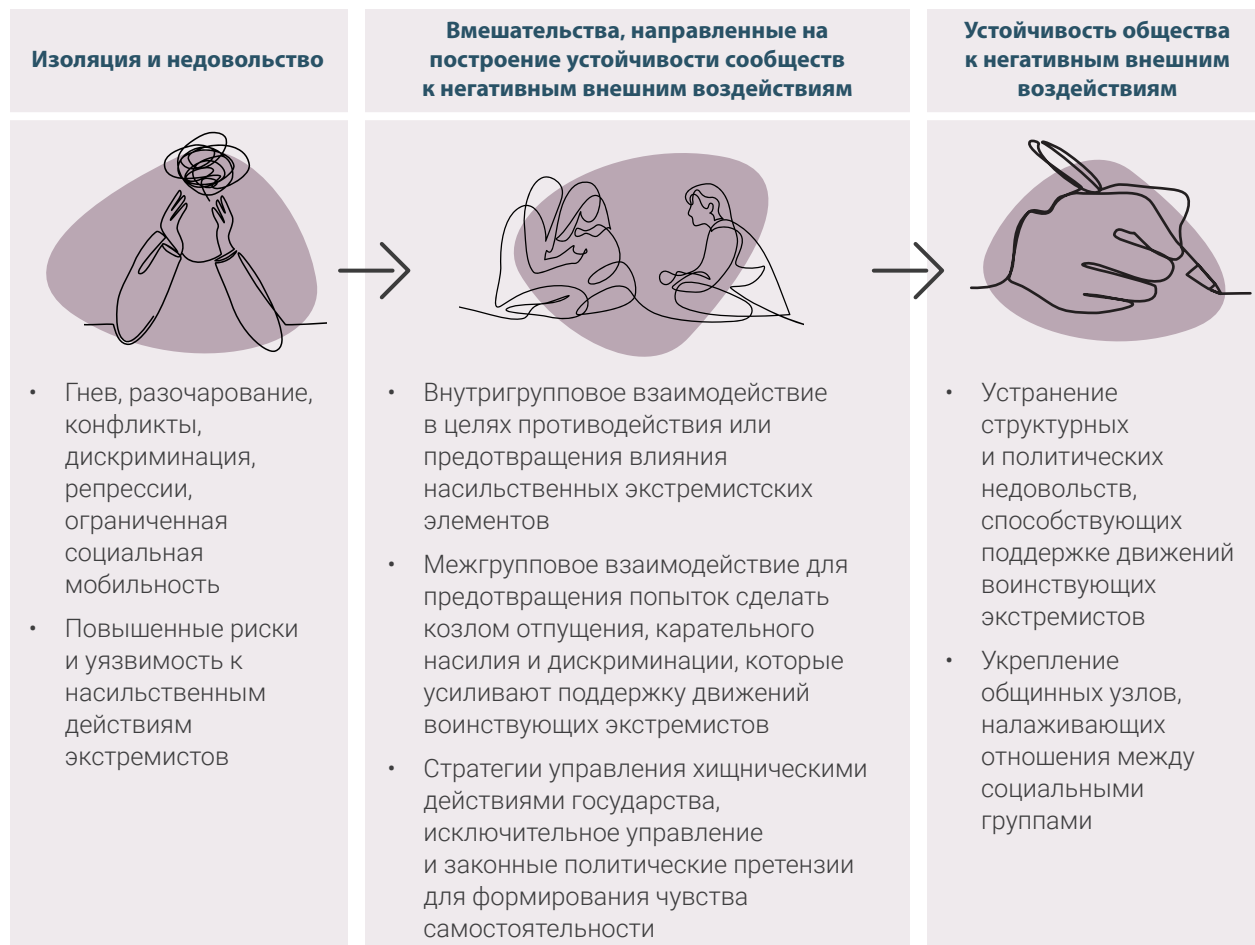 Изоляция и недовольство
Вмешательства, направленные на
построение устойчивости сообществ
к негативным внешним воздействиям
Устойчивость общества
к негативным внешним
воздействиям
• Гнев, разочарование,
конфликты,
дискриминация,
репрессии,
ограниченная
социальная
мобильность
• Повышенные риски
и уязвимость к
насильственным
действиям
экстремистов
• Внутригрупповое взаимодействие
в целях противодействия или
предотвращения влияния
насильственных экстремистских
элементов
• Межгрупповое взаимодействие для
предотвращения попыток сделать
козлом отпущения, карательного
насилия и дискриминации, которые
усиливают поддержку движений
воинствующих экстремистов
• Стратегии управления хищническими
действиями государства,
исключительное управление
и законные политические претензии
для формирования чувства
самостоятельности
• Устранение
структурных
и политических
недовольств,
способствующих
поддержке движений
воинствующих
экстремистов
• Укрепление
общинных узлов,
налаживающих
отношения между
социальными
группами